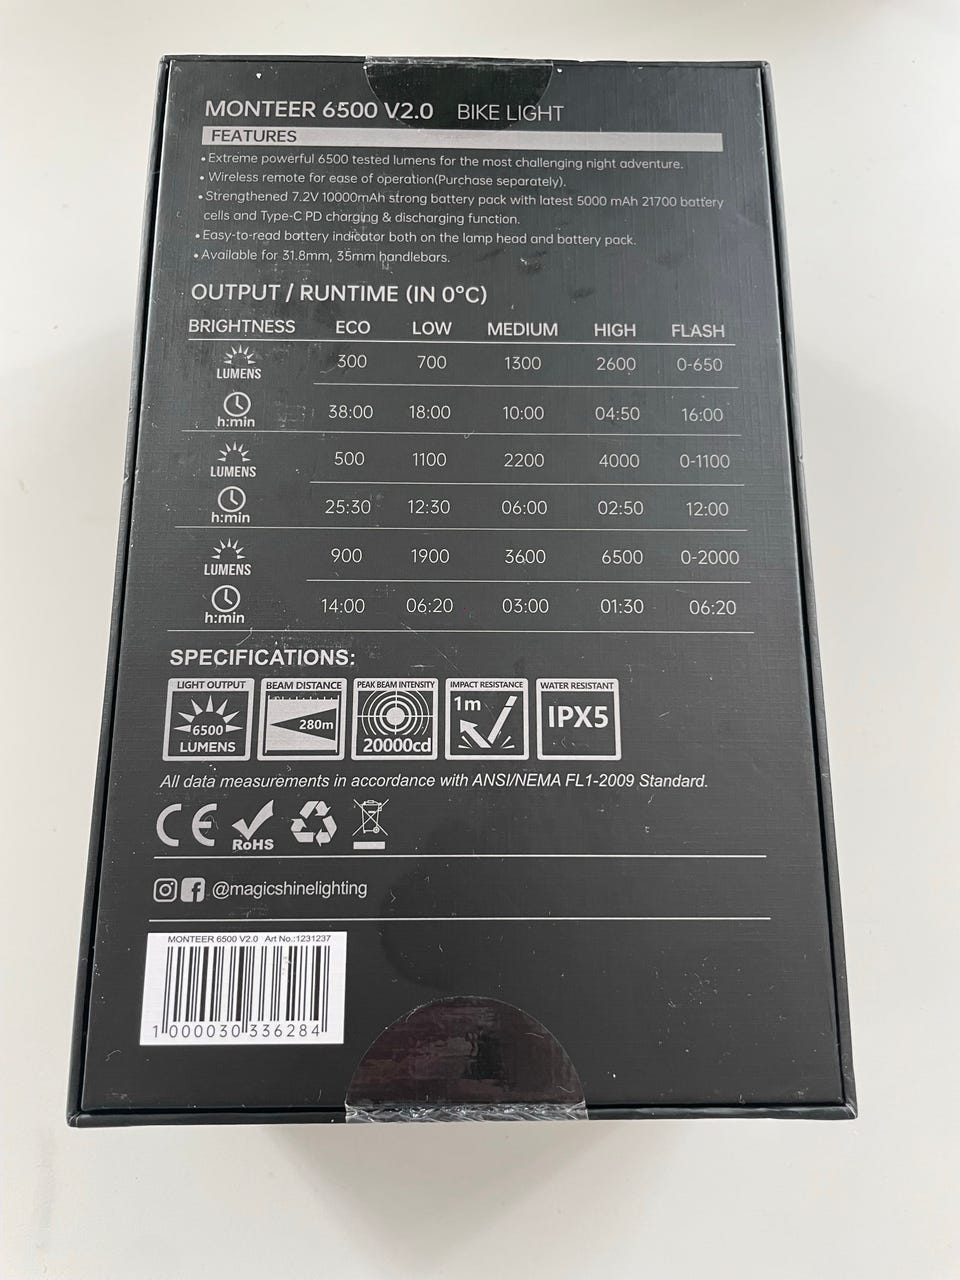 MONTEER 6500 V2.0 BIKE LIGHT
FEATURES
• Extreme powerful 6500 tested lumens for the most challenging night adventure.
• Wireless remote for ease of operation(Purchase separately).
• Strengthened 7.2V 10000mAh strong battery pack with latest 5000 mAh 21700 battery
cells and Type-C PD charging & discharging function.
• Easy-to-read battery indicator both on the lamp head and battery pack.
• Available for 31.8mm, 35mm handlebars.
OUTPUT / RUNTIME (IN 0°C)
BRIGHTNESS ECO LOW MEDIUM HIGH FLASH
LUMENS 300 700 1300 2600 0-650
h:min 38:00 18:00 10:00 04:50 16:00
LUMENS 500 1100 2200 4000 0-1100
h:min 25:30 12:30 06:00 02:50 12:00
LUMENS 900 1900 3600 6500 0-2000
h:min 14:00 06:20 03:00 01:30 06:20
SPECIFICATIONS:
LIGHT OUTPUT BEAM DISTANCE PEAK BEAM INTENSITY IMPACT RESISTANCE WATER RESISTANT
6500 280m 1m IPX5
LUMENS 20000cd
All data measurements in accordance with ANSI/NEMA FL1-2009 Standard.
CE RoHS
@magicshinelighting
MONTEER 6500 V2.0 Art No.:1231237
1 000030 336284